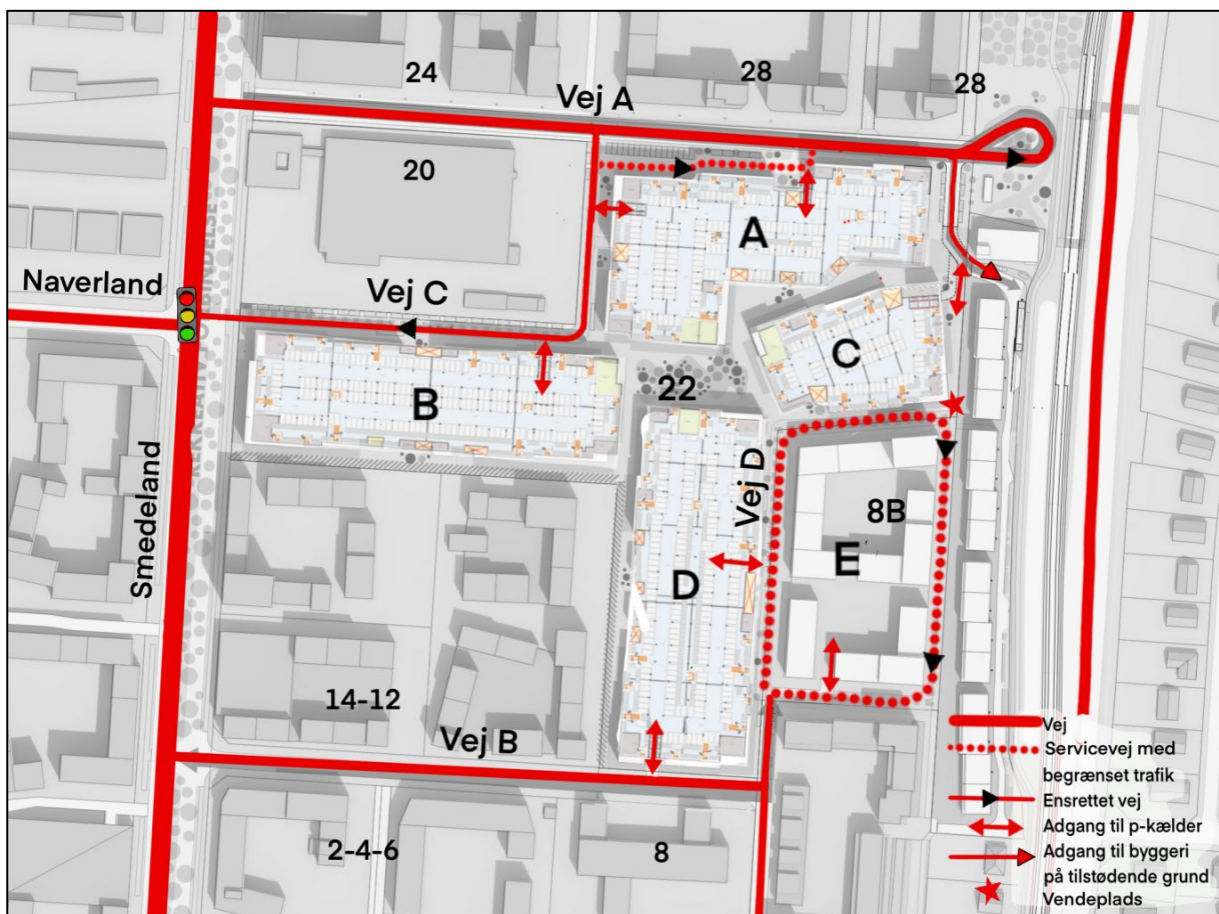 24
28
28
Vej A
20
A
Naverland
Vej C
C
22
B
Smedeland
Vej D
8B
E
D
14-12
Vej B
2-4-6
8
Vej
Servicevej med
begrænset trafik
Ensrettet vej
Adgang til p-kælder
Adgang til byggeri
på tilstødende grund
Vendeplads